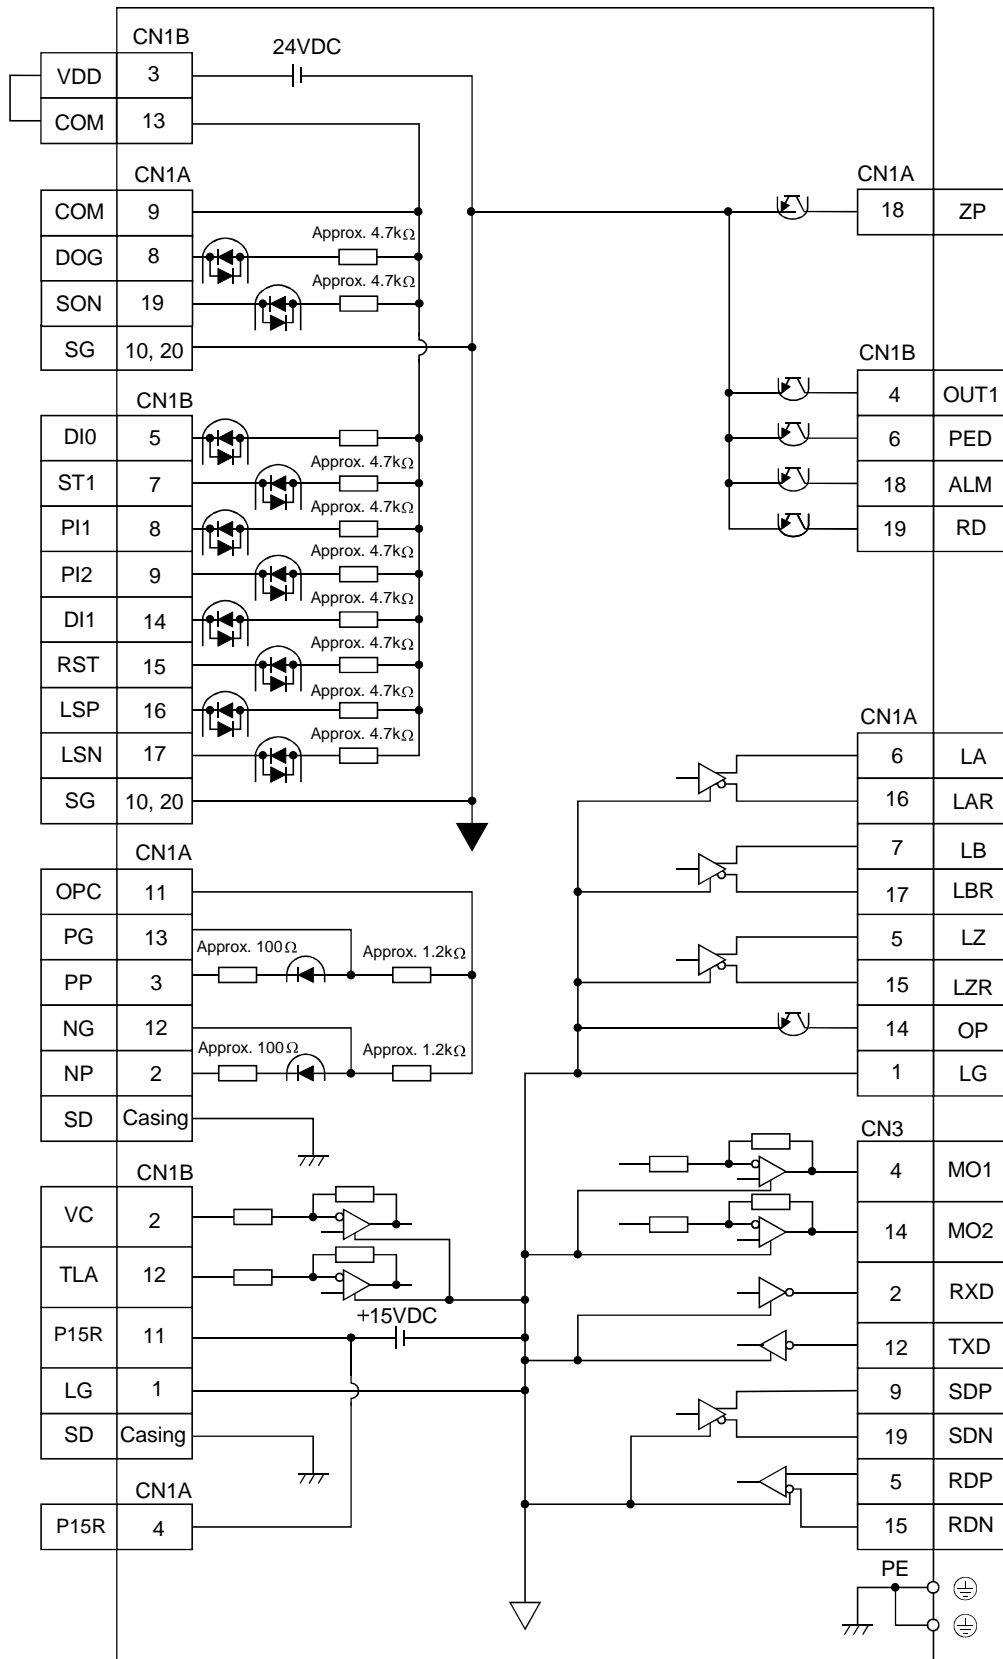 CN1B
24VDC
VDD 3
COM 13
CN1A
CN1A
COM 9
18 ZP
Approx. 4.7kΩ
DOG 8
Approx. 4.7kΩ
SON 19
SG 10, 20
CN1B
CN1B
4 OUT1
DI0 5
6 PED
Approx. 4.7kΩ
ST1 7
18 ALM
Approx. 4.7kΩ
PI1 8
19 RD
Approx. 4.7kΩ
PI2 9
Approx. 4.7kΩ
DI1 14
Approx. 4.7kΩ
RST 15
Approx. 4.7kΩ
LSP 16
CN1A
Approx. 4.7kΩ
LSN 17
6 LA
SG 10, 20
16 LAR
CN1A
7 LB
OPC 11
17 LBR
PG 13
5 LZ
Approx. 100Ω Approx. 1.2kΩ
PP 3
15 LZR
NG 12
14 OP
Approx. 100Ω Approx. 1.2kΩ
NP 2
1 LG
SD Casing
CN3
CN1B
4 MO1
VC 2
14 MO2
TLA 12
2 RXD
+15VDC
P15R 11
12 TXD
LG 1
9 SDP
SD Casing
19 SDN
CN1A
5 RDP
P15R 4
15 RDN
PE